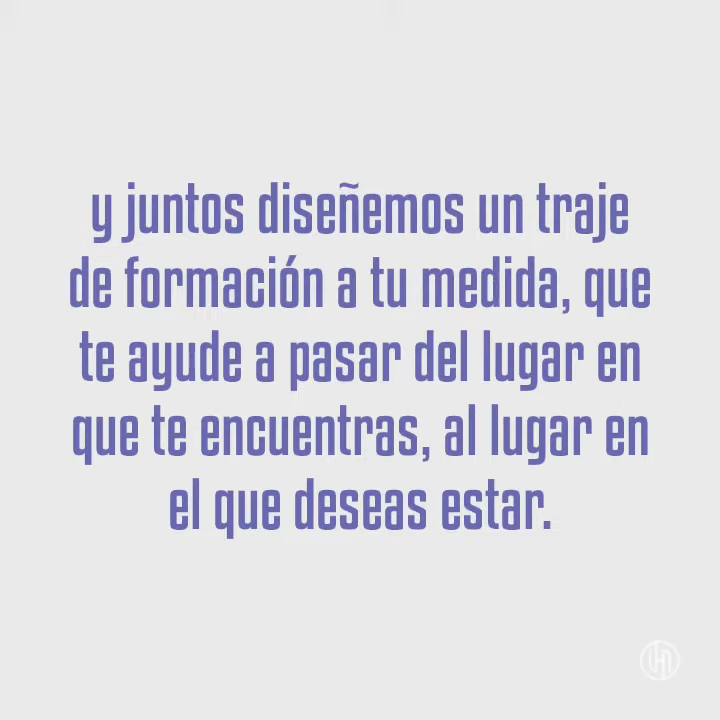 y juntos diseñemos un traje
de formación a tu medida, que
te ayude a pasar del lugar en
que te encuentras, al lugar en
el que deseas estar.